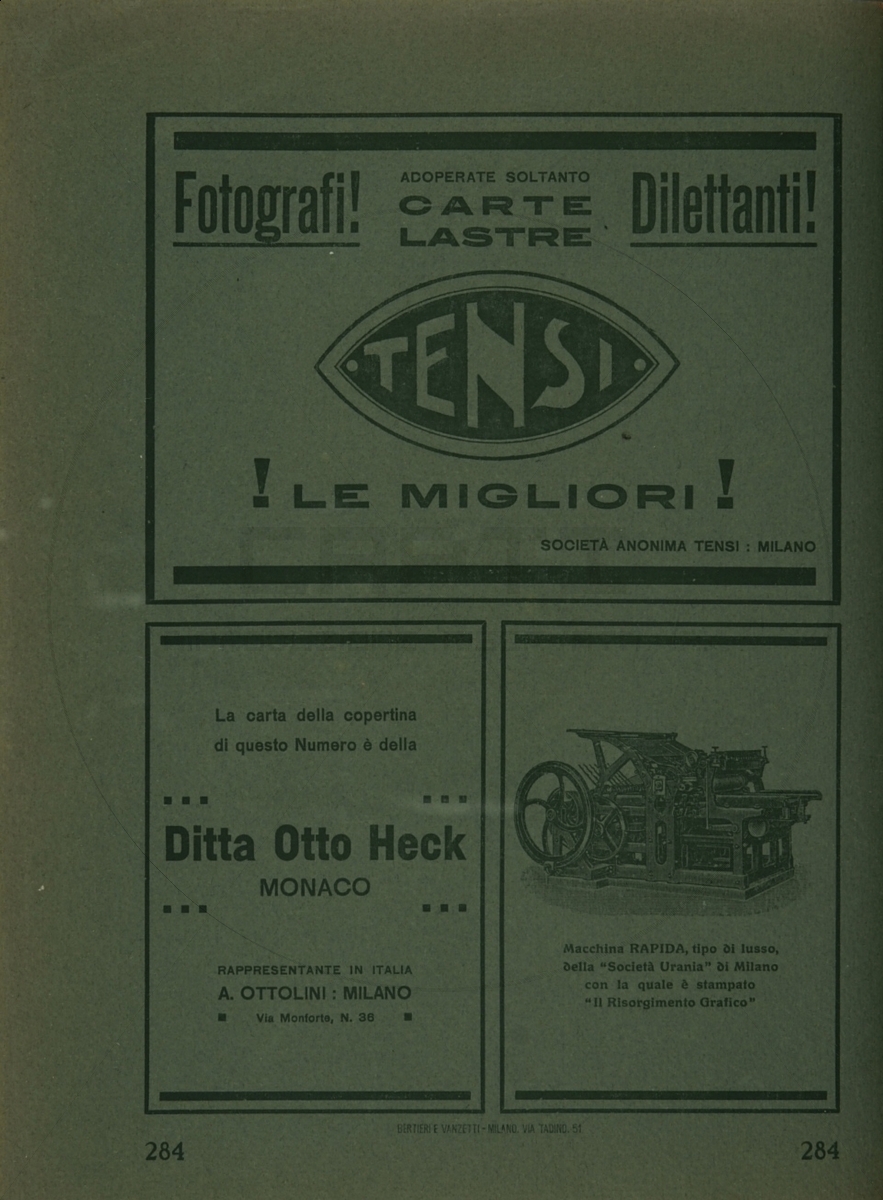 Fotografi!
ADOPERATE SOLTANTO
CARTE
LASTRE
Dilettanti!
TENSI
! LE MIGLIORI !
SOCIETÀ ANONIMA TENSI : MILANO
La carta della copertina
di questo Numero è della
Ditta Otto Heck
MONACO
RAPPRESENTANTE IN ITALIA
A. OTTOLINI : MILANO
Via Monforte, N. 36
Macchina RAPIDA, tipo di lusso,
della "Società Urania" di Milano
con la quale è stampato
"Il Risorgimento Grafico"
BERTIERI E VANZETTI - MILANO, VIA TADINO, 51
284
284